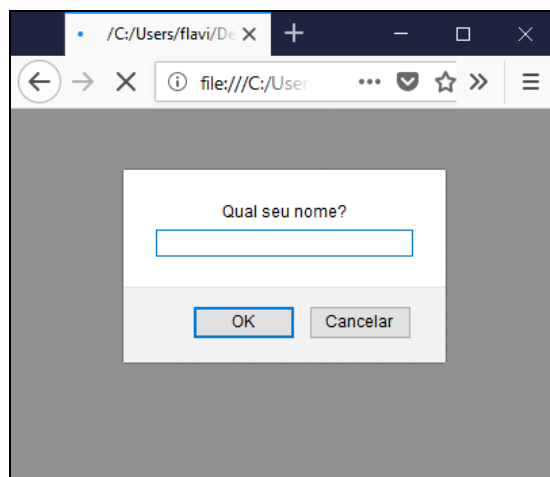 /C:/Users/flavi/De
file:///C:/User
Qual seu nome?
OK
Cancelar